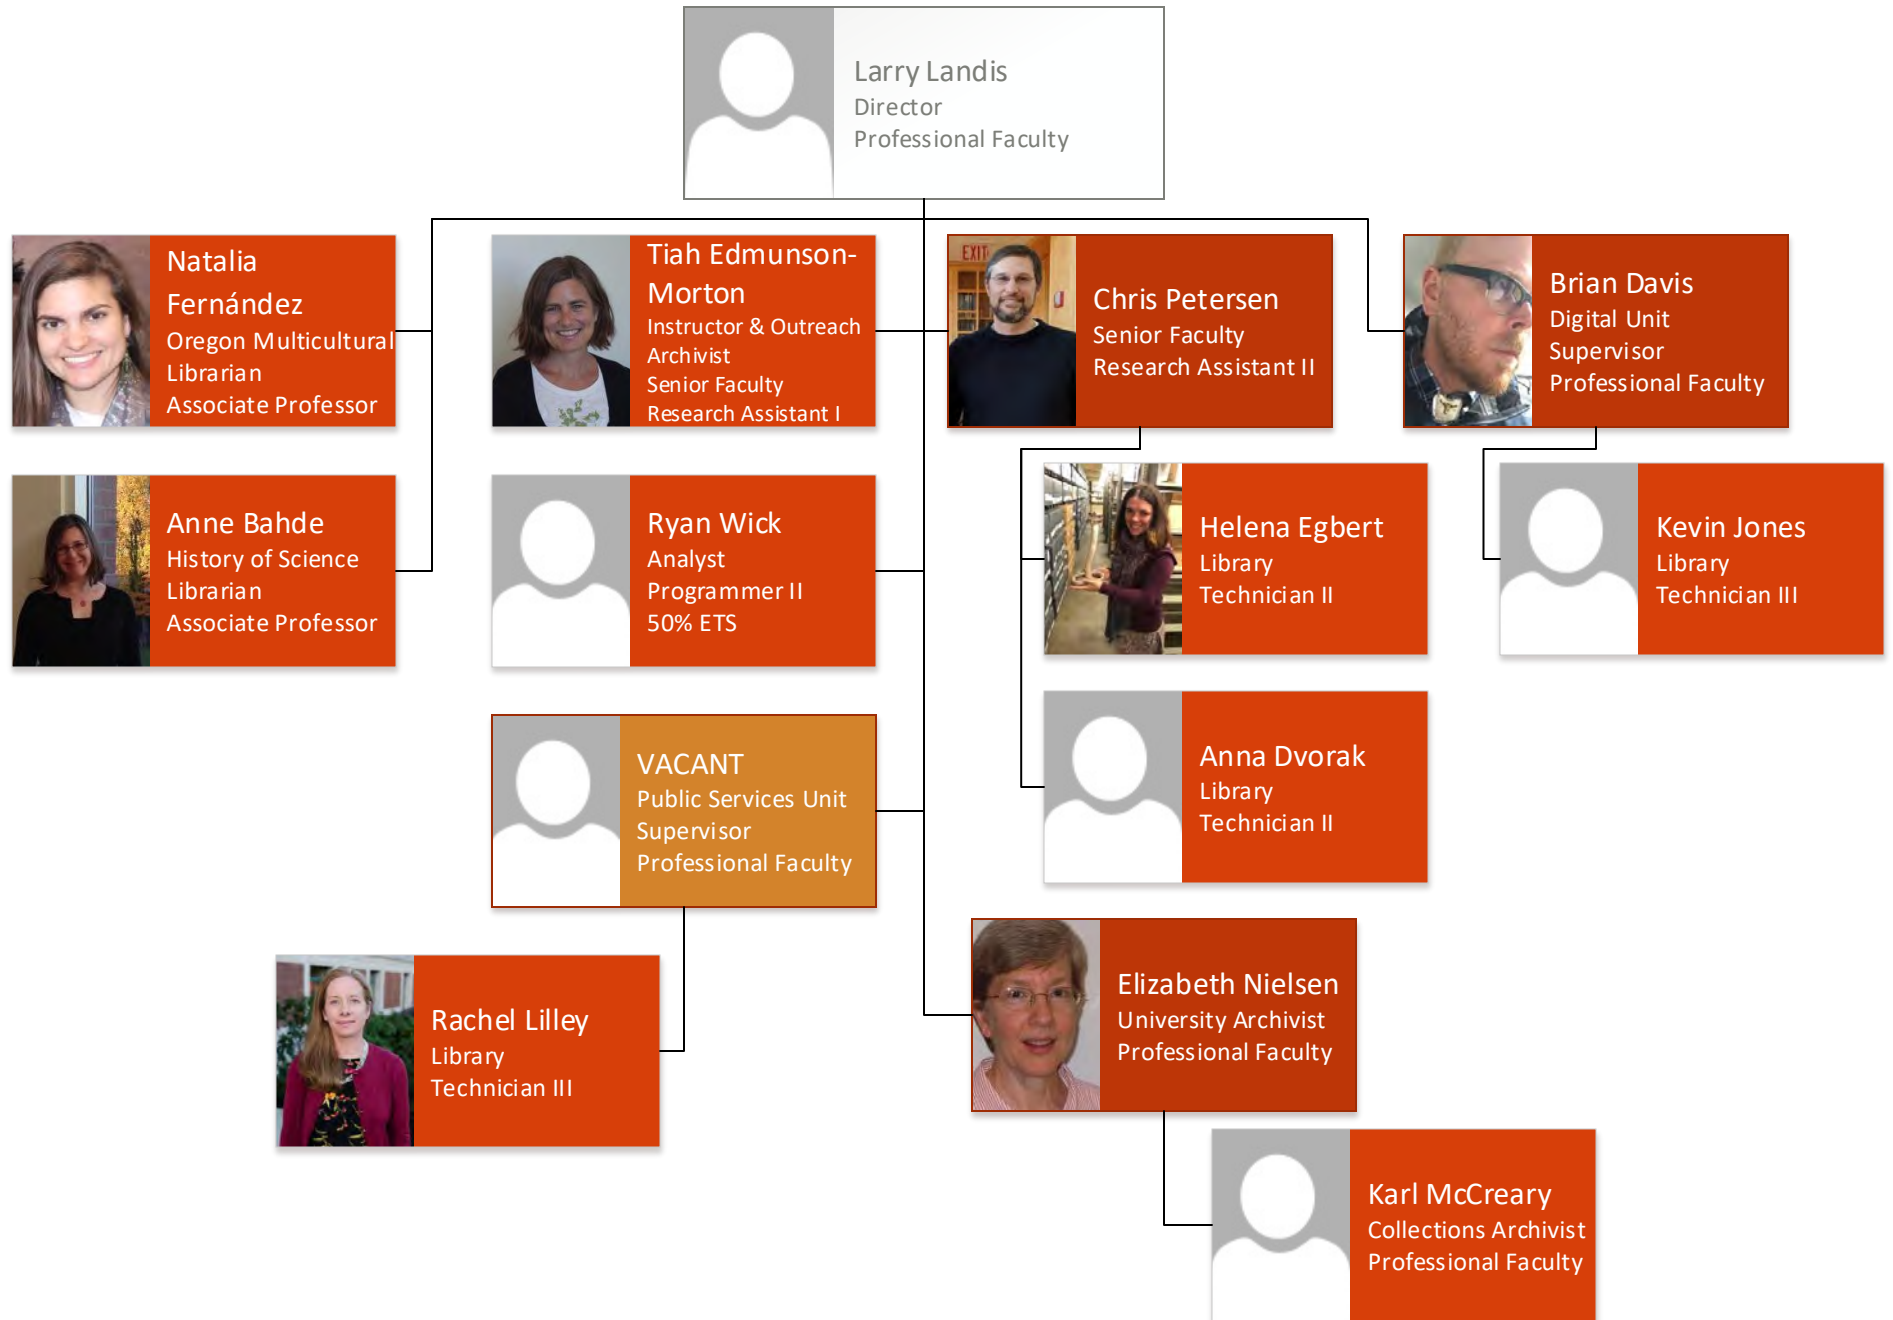 Larry Landis
Director
Professional Faculty
Natalia
Fernández
Oregon Multicultural
Librarian
Associate Professor
Tiah Edmunson-
Morton
Instructor & Outreach
Archivist
Senior Faculty
Research Assistant I
EXIT
Chris Petersen
Senior Faculty
Research Assistant II
Brian Davis
Digital Unit
Supervisor
Professional Faculty
Anne Bahde
History of Science
Librarian
Associate Professor
Ryan Wick
Analyst
Programmer II
50% ETS
Helena Egbert
Library
Technician II
Kevin Jones
Library
Technician III
VACANT
Public Services Unit
Supervisor
Professional Faculty
Anna Dvorak
Library
Technician II
Rachel Lilley
Library
Technician III
Elizabeth Nielsen
University Archivist
Professional Faculty
Karl McCreary
Collections Archivist
Professional Faculty